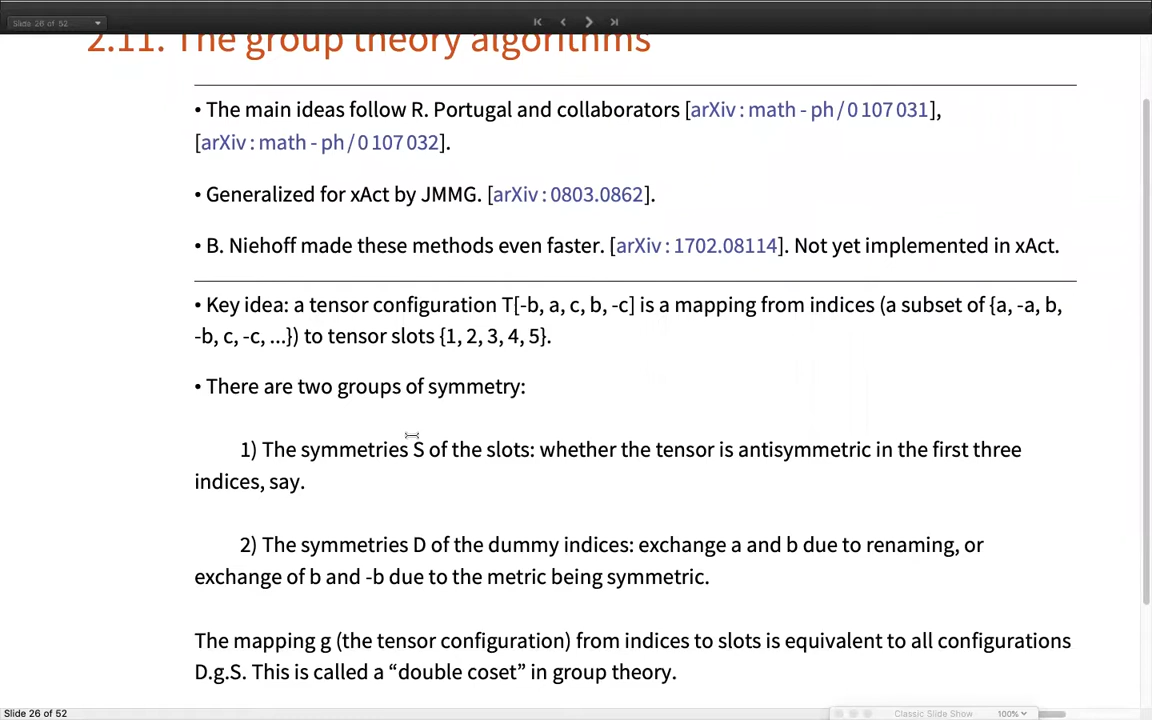 Slide 26 of 52
2.11. The group theory algorithms
• The main ideas follow R. Portugal and collaborators [arXiv : math - ph / 0 107 031],
[arXiv : math - ph / 0 107 032].
• Generalized for xAct by JMMG. [arXiv : 0803.0862].
• B. Niehoff made these methods even faster. [arXiv : 1702.08114]. Not yet implemented in xAct.
• Key idea: a tensor configuration T[-b, a, c, b, -c] is a mapping from indices (a subset of {a, -a, b,
-b, c, -c, ...}) to tensor slots {1, 2, 3, 4, 5}.
• There are two groups of symmetry:
1) The symmetries S of the slots: whether the tensor is antisymmetric in the first three
indices, say.
2) The symmetries D of the dummy indices: exchange a and b due to renaming, or
exchange of b and -b due to the metric being symmetric.
The mapping g (the tensor configuration) from indices to slots is equivalent to all configurations
D.g.S. This is called a “double coset” in group theory.
Slide 26 of 52
Classic Slide Show
100%